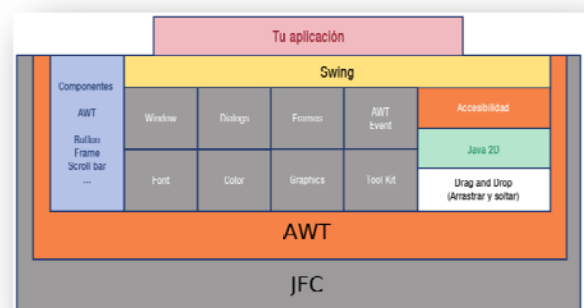 Tu aplicación
Swing
Componentes
AWT
Button
Frame
Scroll bar
...
Window
Dialogs
Frames
AWT
Event
Font
Color
Graphics
Tool Kit
Accesibilidad
Java 2D
Drag and Drop
(Arrastrar y soltar)
AWT
JFC